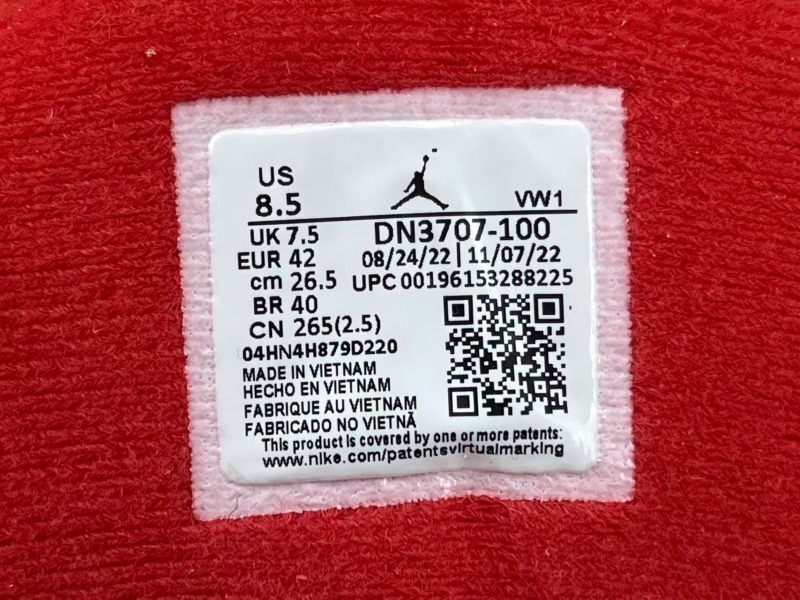 US
8.5
VW1
UK 7.5
DN3707-100
EUR 42
08/24/22 | 11/07/22
cm 26.5
UPC 00196153288225
BR 40
CN 265(2.5)
04HN4H879D220
MADE IN VIETNAM
HECHO EN VIETNAM
FABRIQUE AU VIETNAM
FABRICADO NO VIETNÃ
This product is covered by one or more patents:
www.nike.com/patentsvirtualmarking